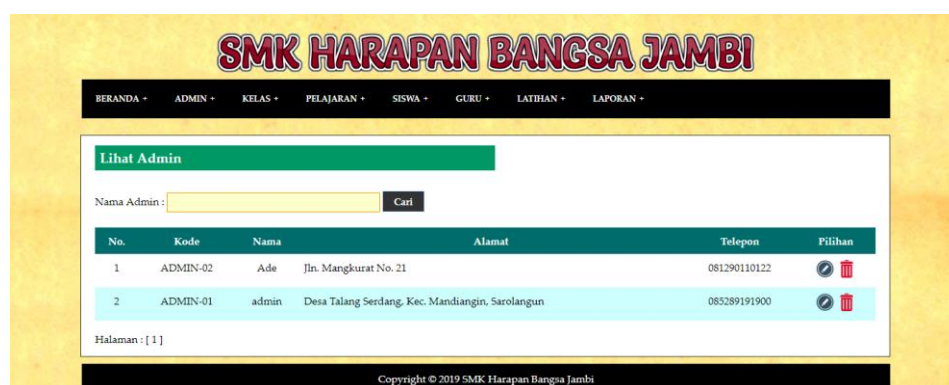 SMK HARAPAN BANGSA JAMBI
BERANDA + ADMIN + KELAS + PELAJARAN + SISWA + GURU + LATIHAN + LAPORAN +
Lihat Admin
Nama Admin : Cari
No. Kode Nama Alamat Telepon Pilihan
1 ADMIN-02 Ade Jln. Mangkurat No. 21 081290110122
2 ADMIN-01 admin Desa Talang Serdang, Kec. Mandiangin, Sarolangun 085289191900
Halaman : [ 1 ]
Copyright © 2019 SMK Harapan Bangsa Jambi